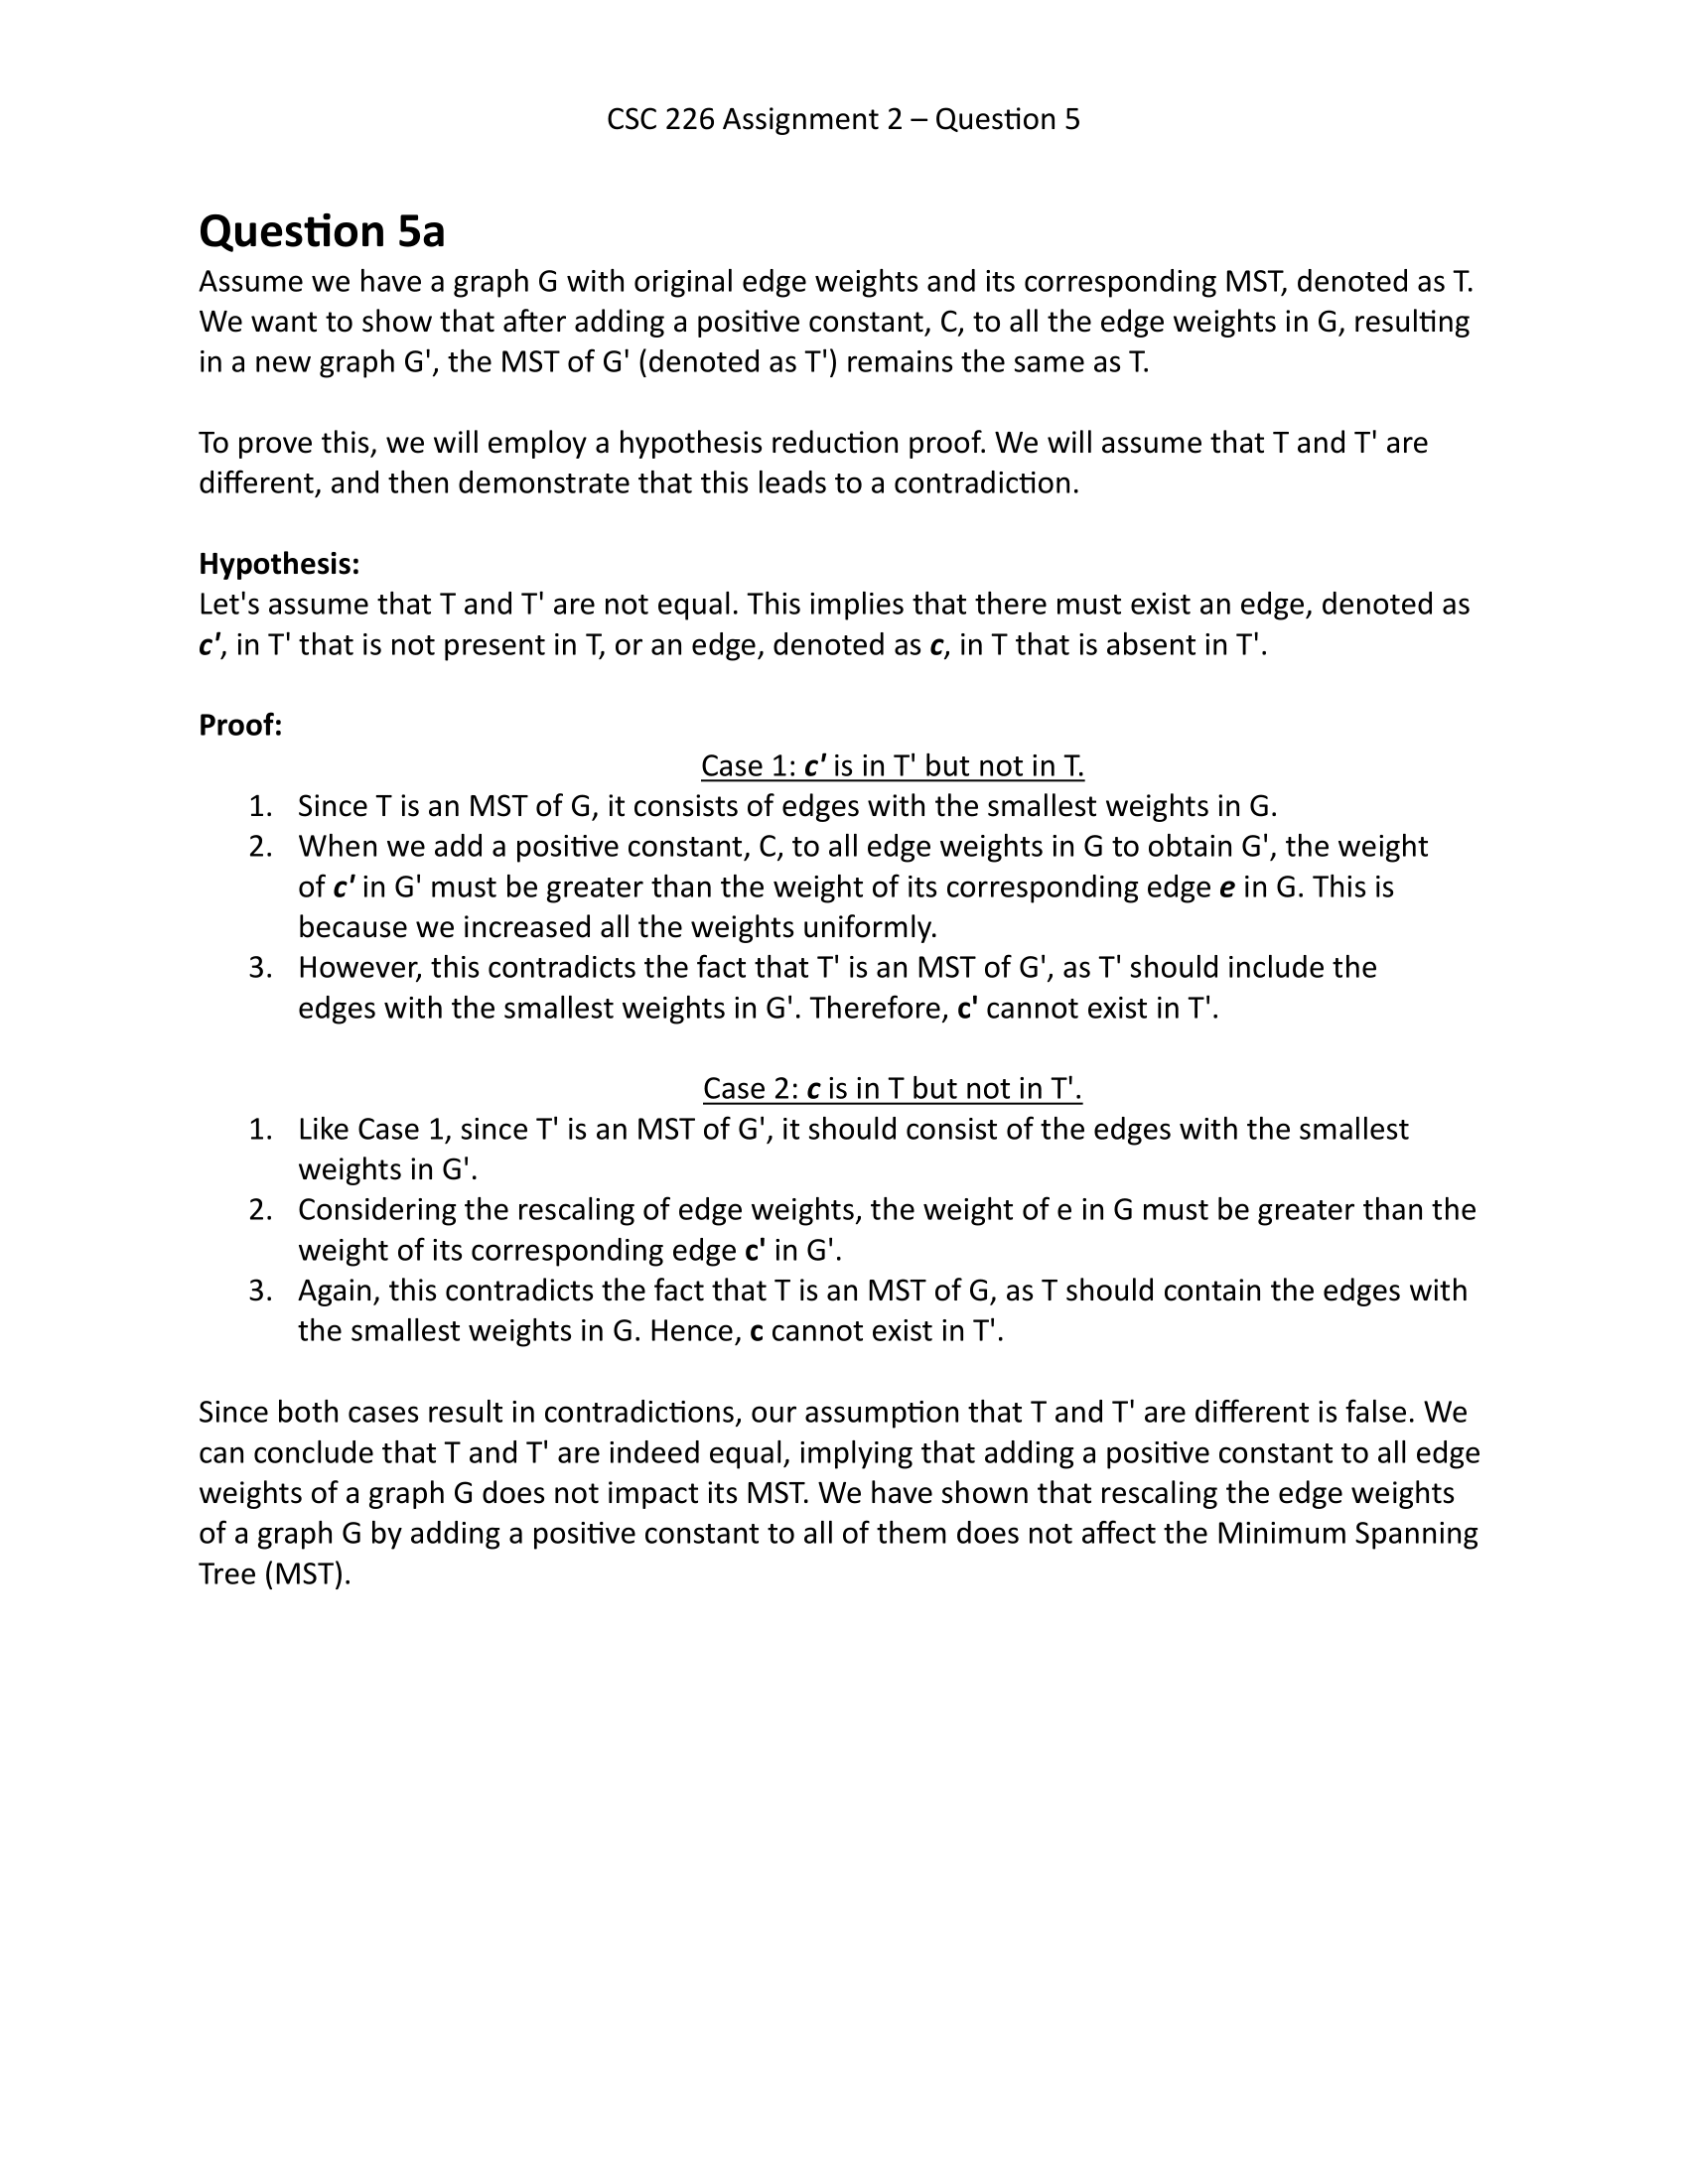 CSC 226 Assignment 2 – Question 5
Question 5a
Assume we have a graph G with original edge weights and its corresponding MST, denoted as T.
We want to show that after adding a positive constant, C, to all the edge weights in G, resulting
in a new graph G', the MST of G' (denoted as T') remains the same as T.
To prove this, we will employ a hypothesis reduction proof. We will assume that T and T' are
different, and then demonstrate that this leads to a contradiction.
Hypothesis:
Let's assume that T and T' are not equal. This implies that there must exist an edge, denoted as
c', in T' that is not present in T, or an edge, denoted as c, in T that is absent in T'.
Proof:
Case 1: c' is in T' but not in T.
1. Since T is an MST of G, it consists of edges with the smallest weights in G.
2. When we add a positive constant, C, to all edge weights in G to obtain G', the weight
of c' in G' must be greater than the weight of its corresponding edge e in G. This is
because we increased all the weights uniformly.
3. However, this contradicts the fact that T' is an MST of G', as T' should include the
edges with the smallest weights in G'. Therefore, c' cannot exist in T'.
Case 2: c is in T but not in T'.
1. Like Case 1, since T' is an MST of G', it should consist of the edges with the smallest
weights in G'.
2. Considering the rescaling of edge weights, the weight of e in G must be greater than the
weight of its corresponding edge c' in G'.
3. Again, this contradicts the fact that T is an MST of G, as T should contain the edges with
the smallest weights in G. Hence, c cannot exist in T'.
Since both cases result in contradictions, our assumption that T and T' are different is false. We
can conclude that T and T' are indeed equal, implying that adding a positive constant to all edge
weights of a graph G does not impact its MST. We have shown that rescaling the edge weights
of a graph G by adding a positive constant to all of them does not affect the Minimum Spanning
Tree (MST).